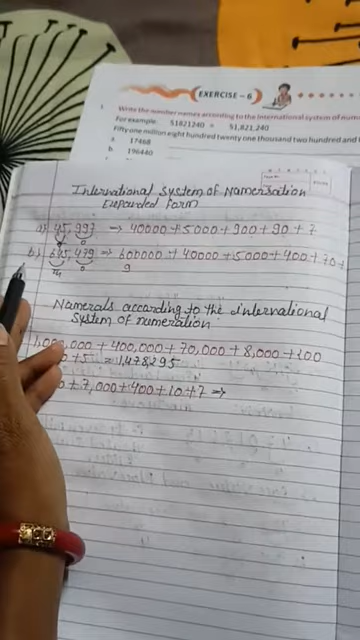 EXERCISE – 6
Write the number names according to the International system of
For example: 51821240 = 51,821,240
Fifty one million eight hundred twenty one thousand two hundred and
a. 17468
b. 196440
International System of Numeration
Expanded form
a) 45,997 → 40000 + 5000 + 900 + 90 + 7
b) 645,479 → 600000 + 40000 + 5000 + 400 + 70 +
9
Numerals according to the international
system of numeration
+ 400,000 + 70,000 + 8,000 + 200
+ 5 = 1,478,295
+ 7,000 + 400 + 10 + 7 ⇒